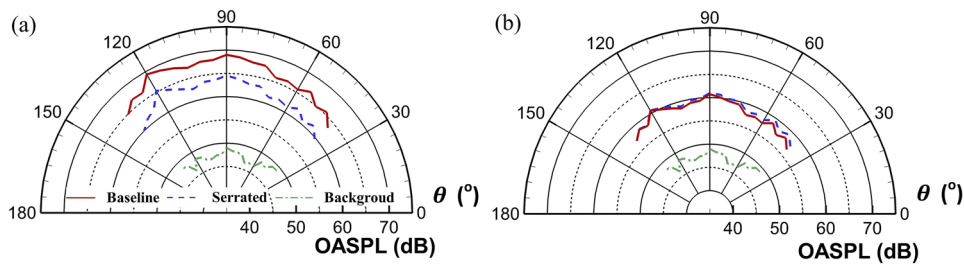 (a)
90
120
60
150
30
180
0
θ (°)
Baseline
Serrated
Backgroud
40 50 60 70
OASPL (dB)
(b)
90
120
60
150
30
180
0
θ (°)
40 50 60 70
OASPL (dB)